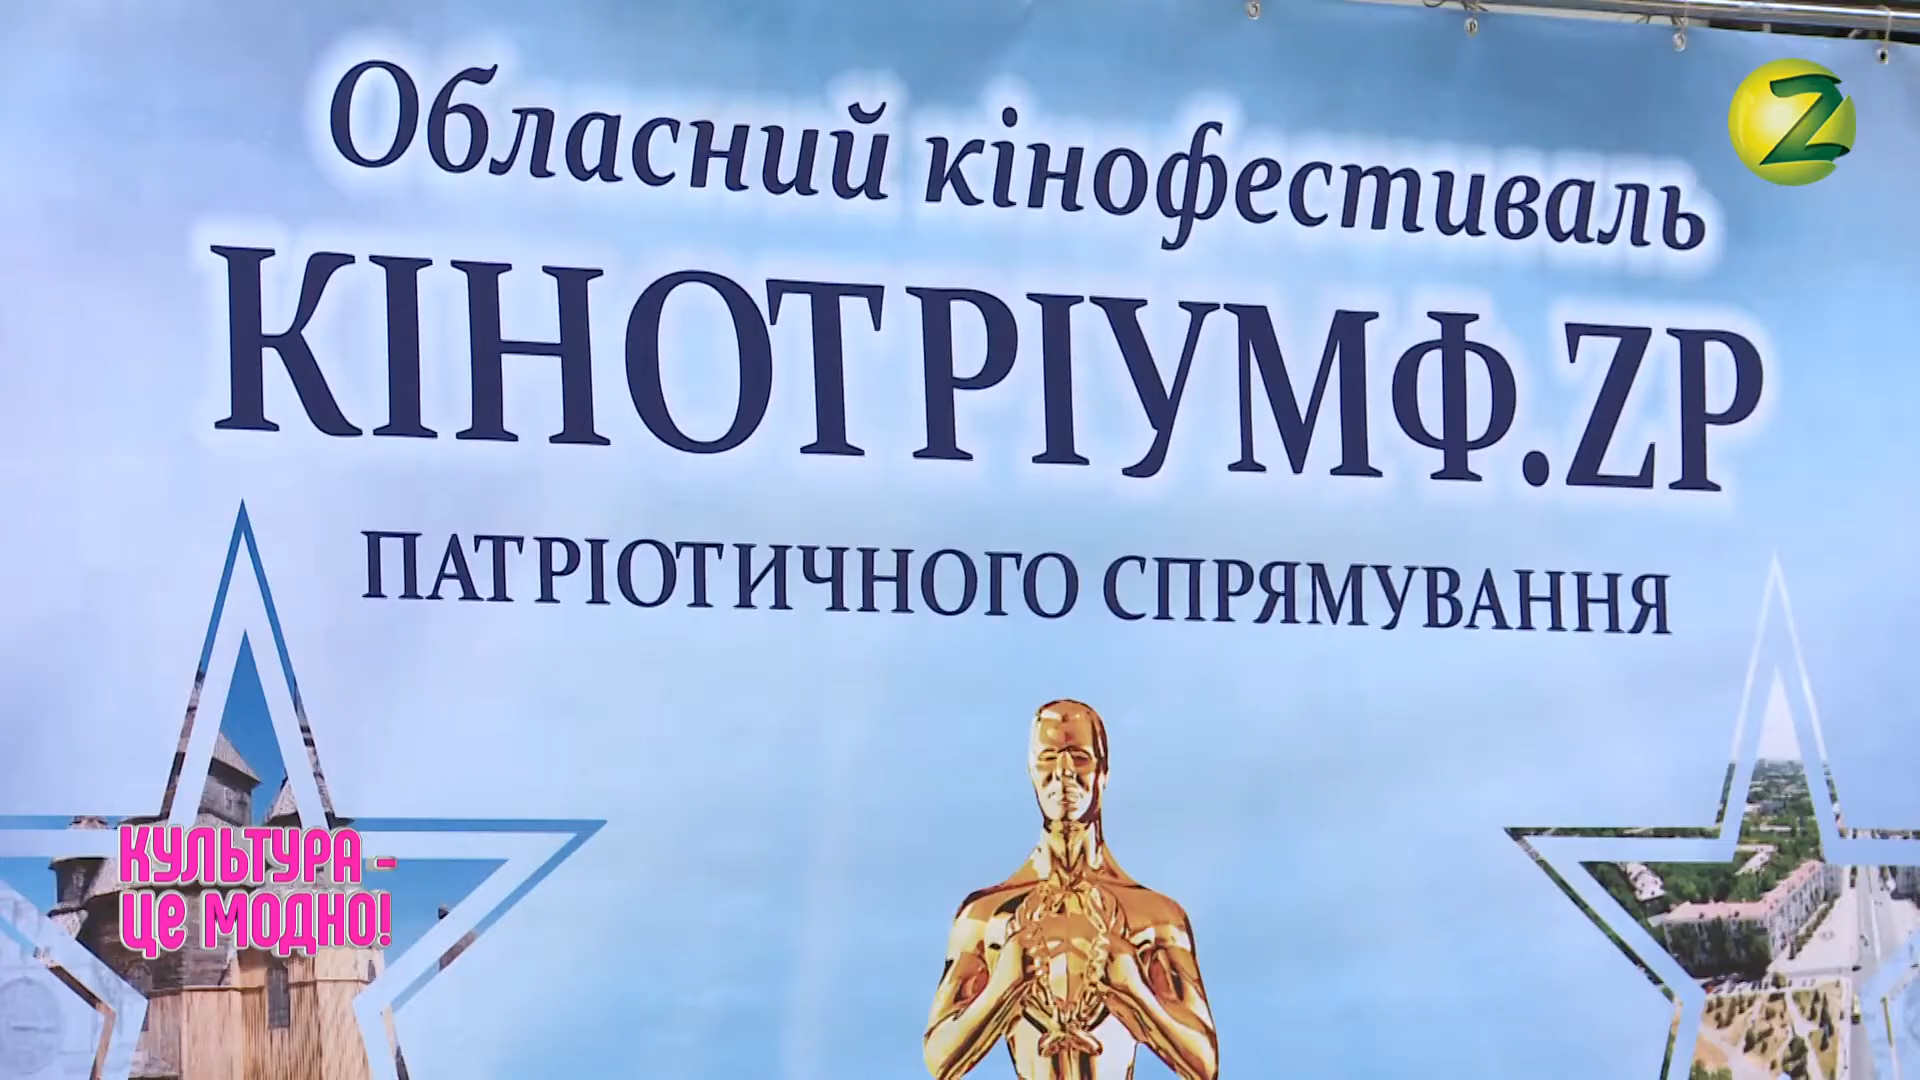 Обласний кінофестиваль
КІНОТРІУМФ.ZP
ПАТРІОТИЧНОГО СПРЯМУВАННЯ
КУЛЬТУРА -
ЦЕ МОДНО!
Z